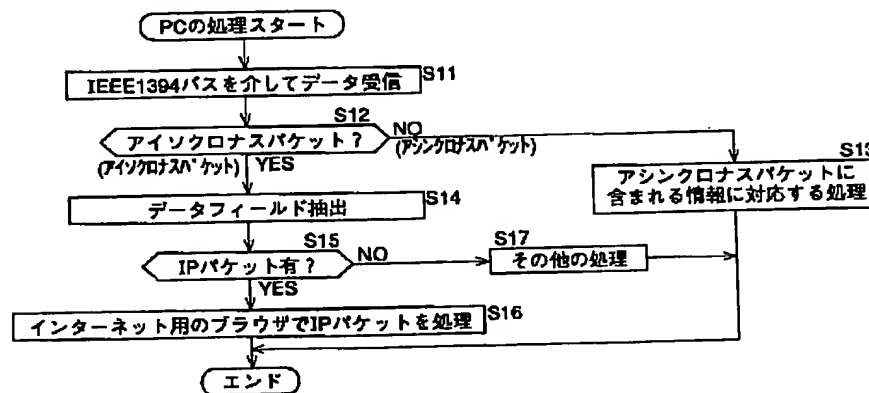 PCの処理スタート
IEEE1394バスを介してデータ受信
S11
S12
アイソクロナスパケット?
NO
(アシンクロナスパケット)
(アイソクロナスパケット)
YES
S13
アシンクロナスパケットに
含まれる情報に対応する処理
データフィールド抽出
S14
S15
IPパケット有?
NO
S17
その他の処理
YES
インターネット用のブラウザでIPパケットを処理
S16
エンド